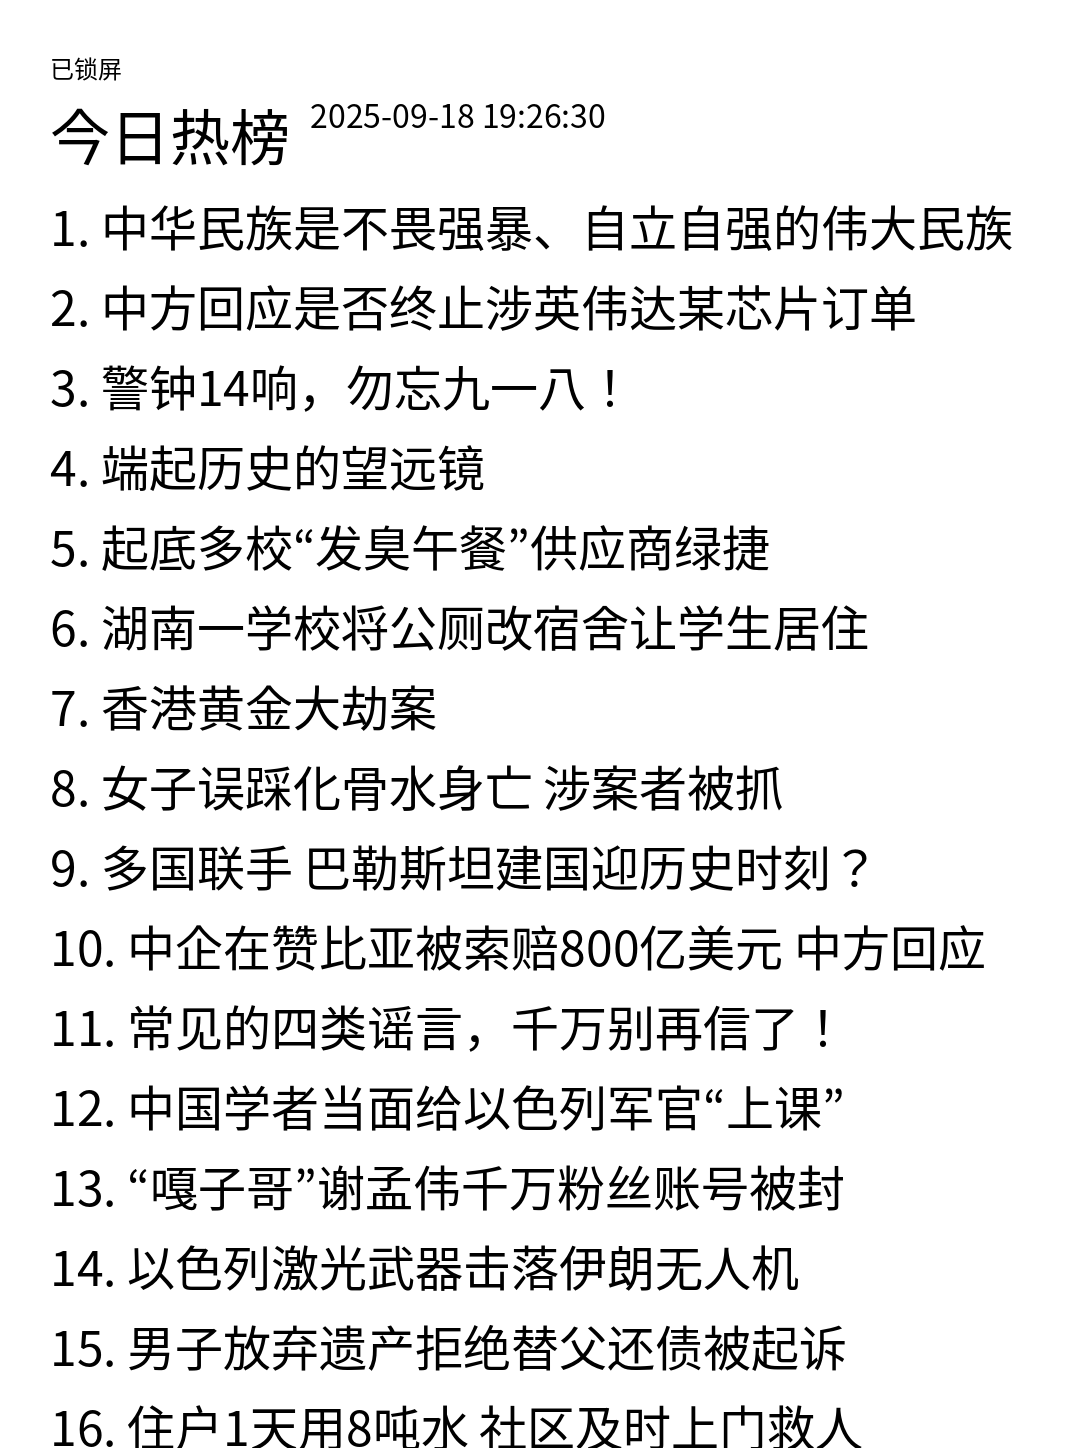 已锁屏
今日热榜 2025-09-18 19:26:30
1. 中华民族是不畏强暴、自立自强的伟大民族
2. 中方回应是否终止涉英伟达某芯片订单
3. 警钟14响，勿忘九一八！
4. 端起历史的望远镜
5. 起底多校“发臭午餐”供应商绿捷
6. 湖南一学校将公厕改宿舍让学生居住
7. 香港黄金大劫案
8. 女子误踩化骨水身亡 涉案者被抓
9. 多国联手 巴勒斯坦建国迎历史时刻？
10. 中企在赞比亚被索赔800亿美元 中方回应
11. 常见的四类谣言，千万别再信了！
12. 中国学者当面给以色列军官“上课”
13. “嘎子哥”谢孟伟千万粉丝账号被封
14. 以色列激光武器击落伊朗无人机
15. 男子放弃遗产拒绝替父还债被起诉
16. 住户1天用8吨水 社区及时上门救人